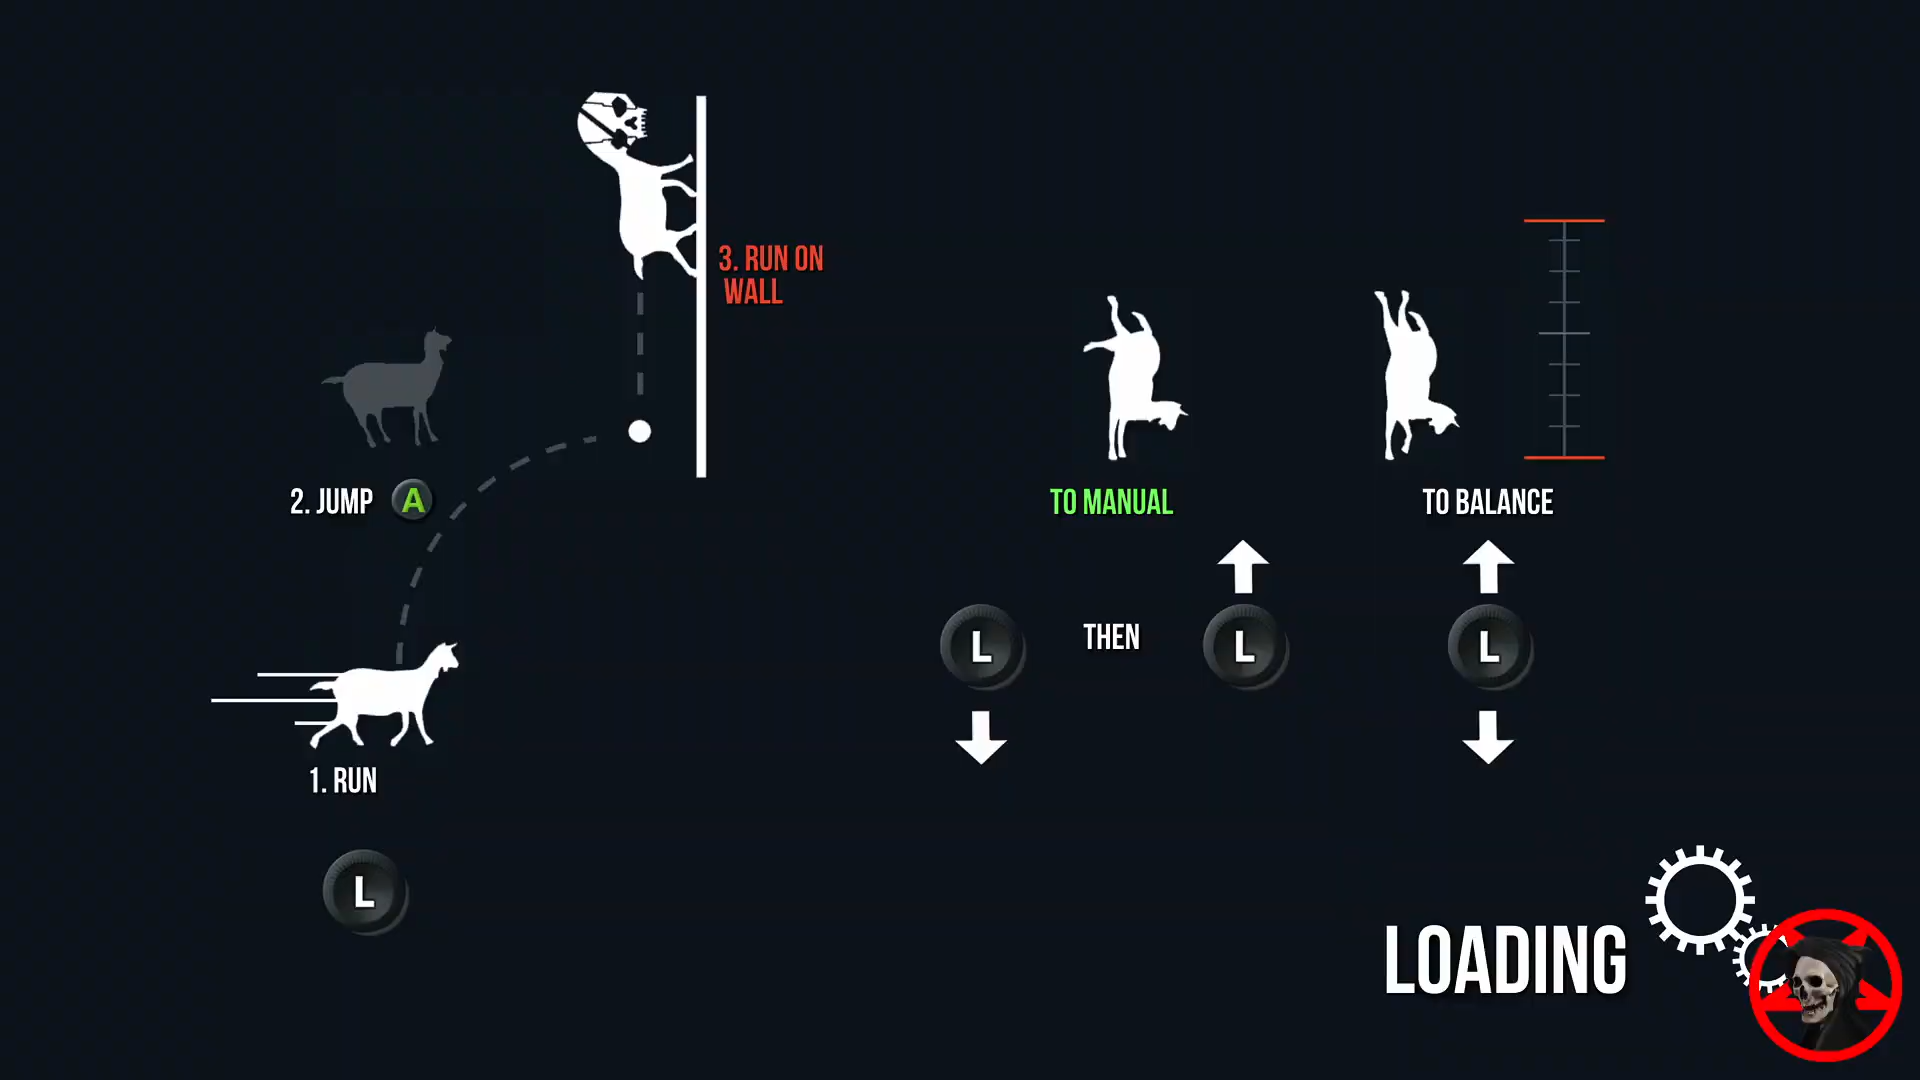 3. RUN ON
WALL
2. JUMP A
TO MANUAL
TO BALANCE
L THEN L
L
1. RUN
L
LOADING